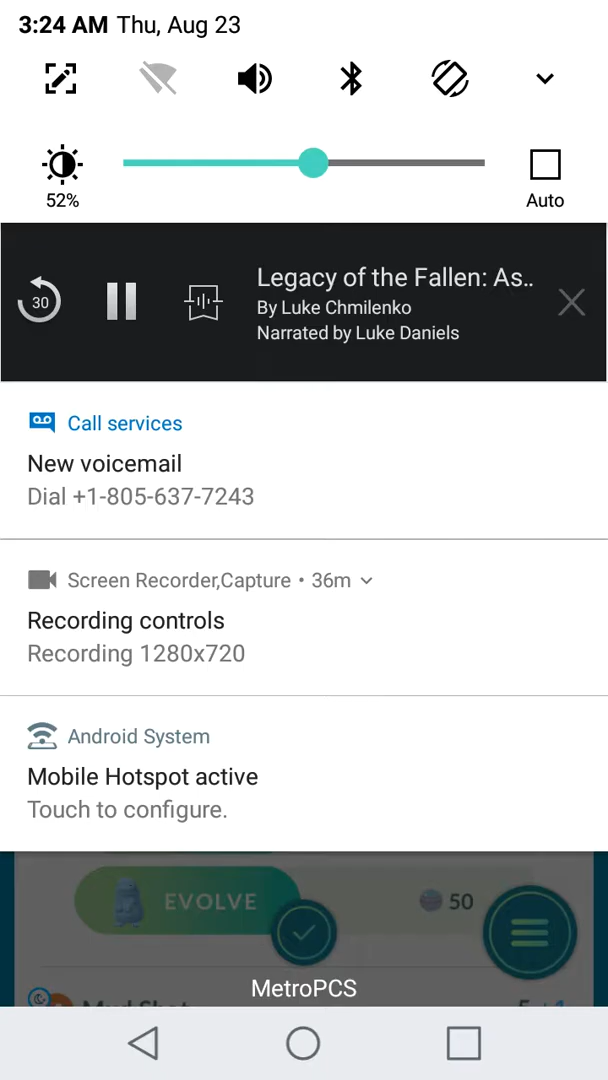 3:24 AM Thu, Aug 23
52%
Auto
30
Legacy of the Fallen: As..
By Luke Chmilenko
Narrated by Luke Daniels
Call services
New voicemail
Dial +1-805-637-7243
Screen Recorder,Capture • 36m
Recording controls
Recording 1280x720
Android System
Mobile Hotspot active
Touch to configure.
EVOLVE
50
MetroPCS
Mud Shot